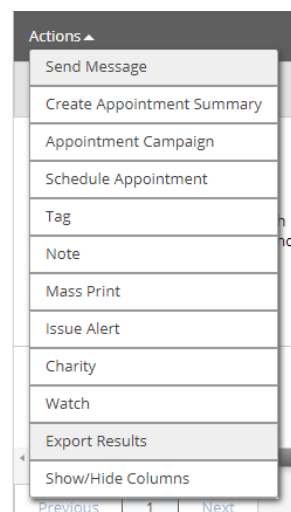 Actions ▲
Send Message
Create Appointment Summary
Appointment Campaign
Schedule Appointment
Tag
Note
Mass Print
Issue Alert
Charity
Watch
Export Results
Show/Hide Columns
Previous 1 Next